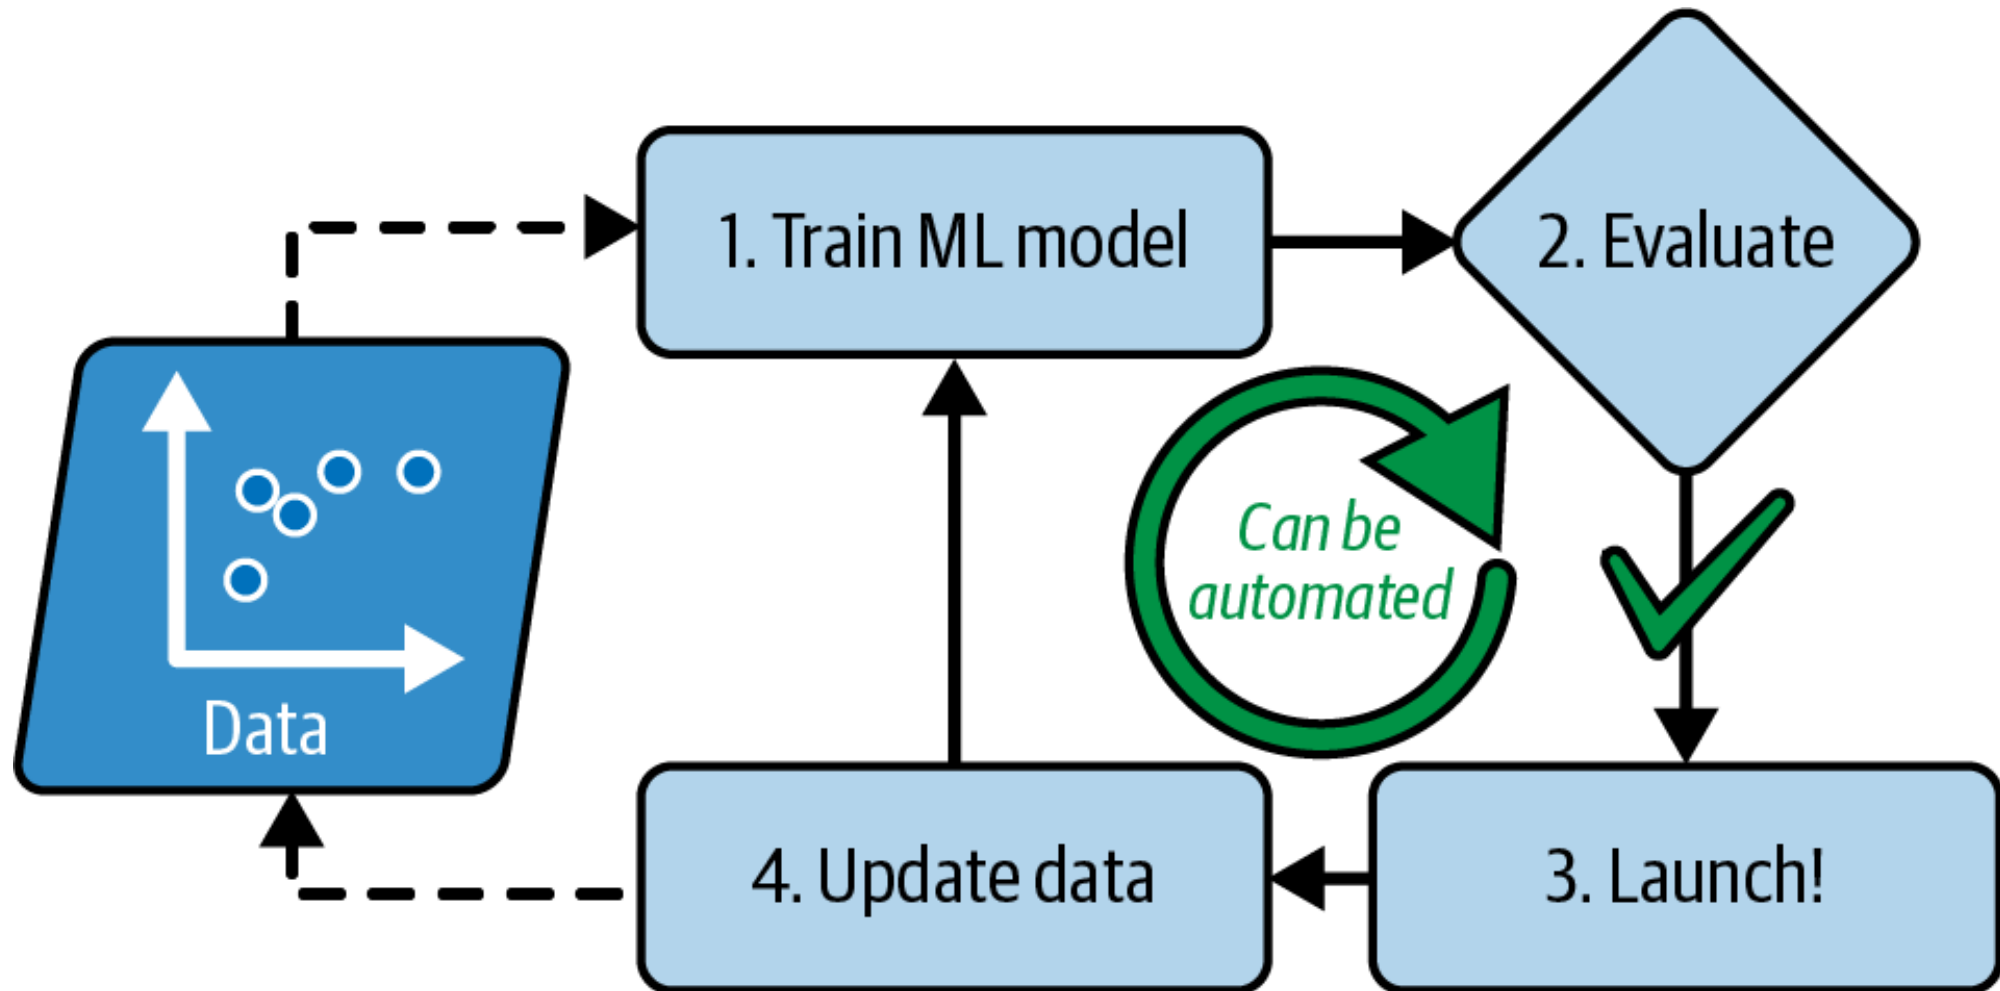 1. Train ML model
2. Evaluate
Can be
automated
Data
4. Update data
3. Launch!